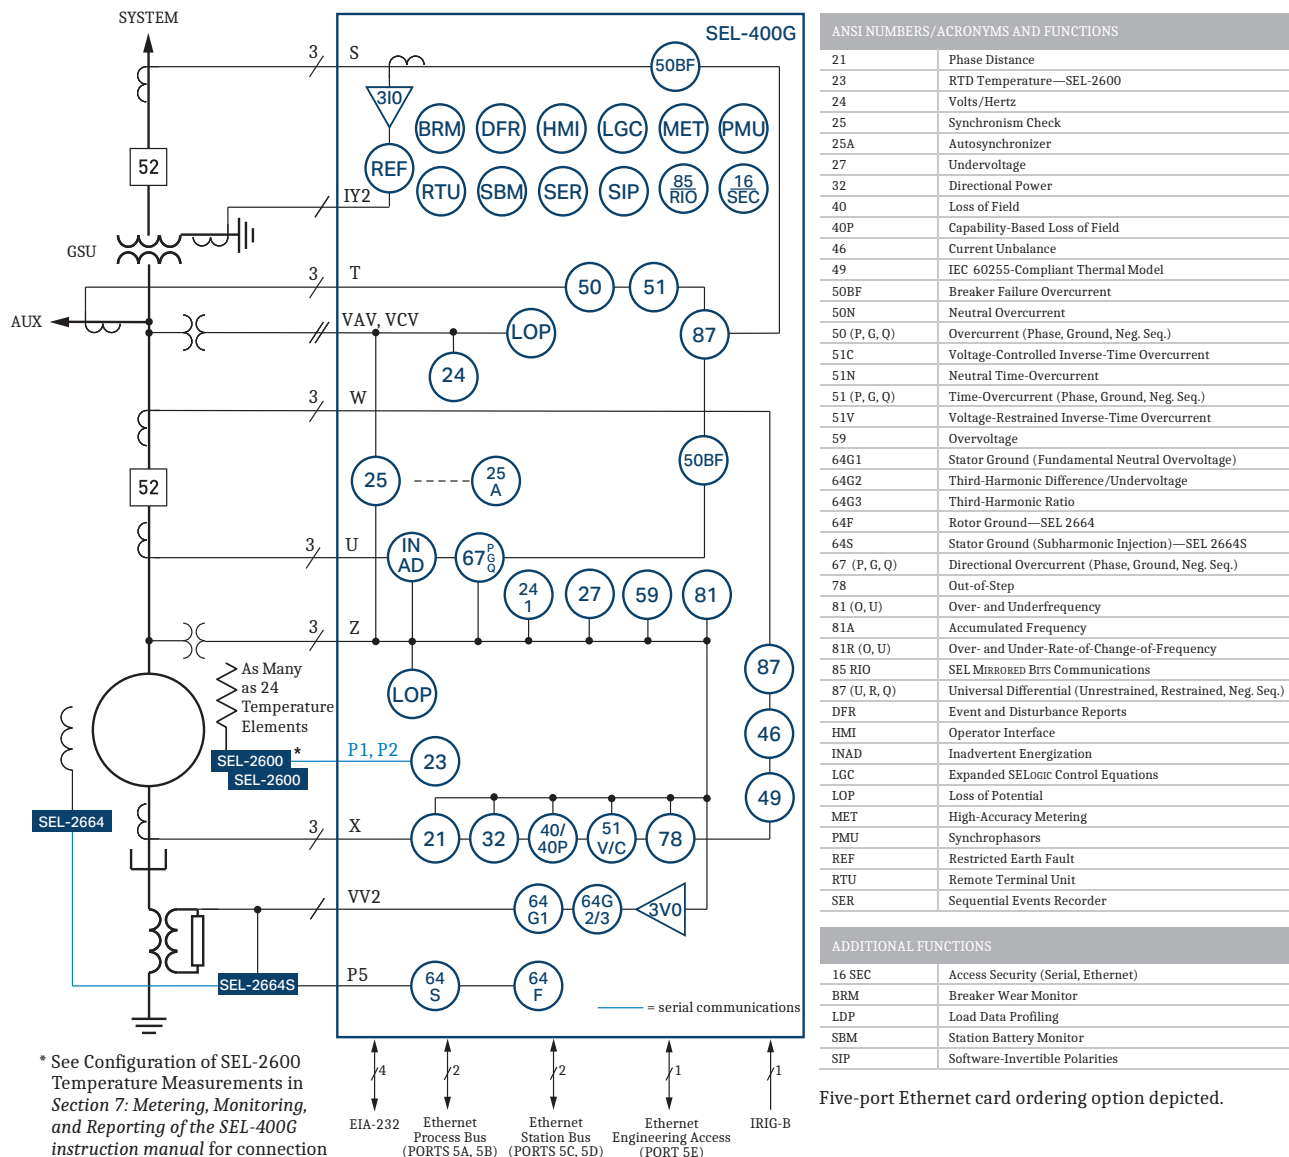 SYSTEM
SEL-400G
3
S
50BF
3I0
BRM
DFR
HMI
LGC
MET
PMU
52
REF
RTU
SBM
SER
SIP
85
RIO
16
SEC
IY2
GSU
3
T
50
51
AUX
VAV, VCV
LOP
87
24
3
W
50BF
52
25
25
A
3
U
IN
AD
67
P
G
Q
24
1
27
59
81
3
Z
As Many
as 24
Temperature
Elements
LOP
87
46
*
SEL-2600
SEL-2600
P1, P2
23
49
SEL-2664
3
X
21
32
40/
40P
51
V/C
78
VV2
64
G1
64G
2/3
3V0
SEL-2664S
P5
64
S
64
F
= serial communications
4
2
2
1
1
EIA-232
Ethernet
Process Bus
(PORTS 5A, 5B)
Ethernet
Station Bus
(PORTS 5C, 5D)
Ethernet
Engineering Access
(PORT 5E)
IRIG-B
* See Configuration of SEL-2600
Temperature Measurements in
Section 7: Metering, Monitoring,
and Reporting of the SEL-400G
instruction manual for connection
ANSI NUMBERS/ACRONYMS AND FUNCTIONS
21 Phase Distance
23 RTD Temperature—SEL-2600
24 Volts/Hertz
25 Synchronism Check
25A Autosynchronizer
27 Undervoltage
32 Directional Power
40 Loss of Field
40P Capability-Based Loss of Field
46 Current Unbalance
49 IEC 60255-Compliant Thermal Model
50BF Breaker Failure Overcurrent
50N Neutral Overcurrent
50 (P, G, Q) Overcurrent (Phase, Ground, Neg. Seq.)
51C Voltage-Controlled Inverse-Time Overcurrent
51N Neutral Time-Overcurrent
51 (P, G, Q) Time-Overcurrent (Phase, Ground, Neg. Seq.)
51V Voltage-Restrained Inverse-Time Overcurrent
59 Overvoltage
64G1 Stator Ground (Fundamental Neutral Overvoltage)
64G2 Third-Harmonic Difference/Undervoltage
64G3 Third-Harmonic Ratio
64F Rotor Ground—SEL 2664
64S Stator Ground (Subharmonic Injection)—SEL 2664S
67 (P, G, Q) Directional Overcurrent (Phase, Ground, Neg. Seq.)
78 Out-of-Step
81 (O, U) Over- and Underfrequency
81A Accumulated Frequency
81R (O, U) Over- and Under-Rate-of-Change-of-Frequency
85 RIO SEL MIRRORED BITS Communications
87 (U, R, Q) Universal Differential (Unrestrained, Restrained, Neg. Seq.)
DFR Event and Disturbance Reports
HMI Operator Interface
INAD Inadvertent Energization
LGC Expanded SELOGIC Control Equations
LOP Loss of Potential
MET High-Accuracy Metering
PMU Synchrophasors
REF Restricted Earth Fault
RTU Remote Terminal Unit
SER Sequential Events Recorder
ADDITIONAL FUNCTIONS
16 SEC Access Security (Serial, Ethernet)
BRM Breaker Wear Monitor
LDP Load Data Profiling
SBM Station Battery Monitor
SIP Software-Invertible Polarities
Five-port Ethernet card ordering option depicted.